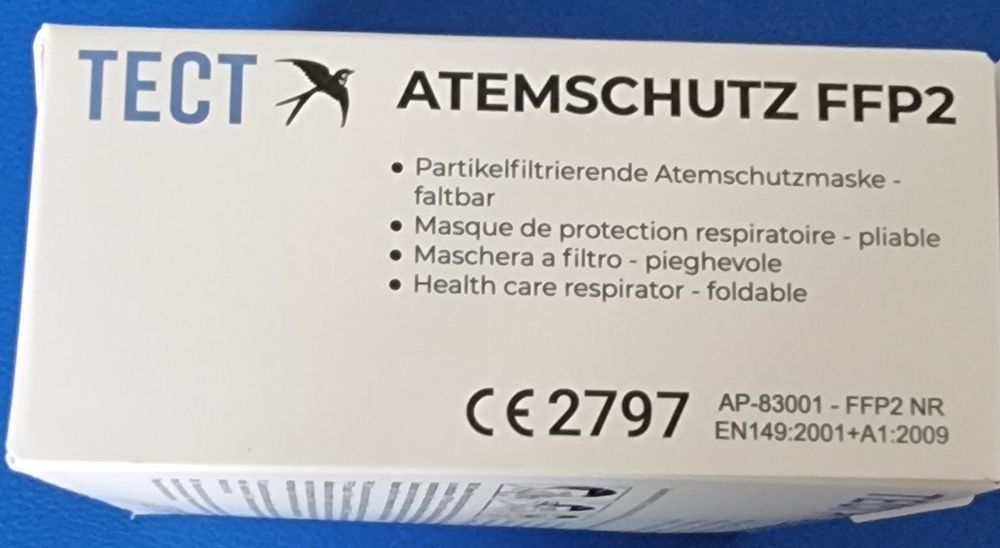 TECT ATEMSCHUTZ FFP2
• Partikelfiltrierende Atemschutzmaske -
faltbar
• Masque de protection respiratoire - pliable
• Maschera a filtro - pieghevole
• Health care respirator - foldable
CE 2797
AP-83001 - FFP2 NR
EN149:2001+A1:2009